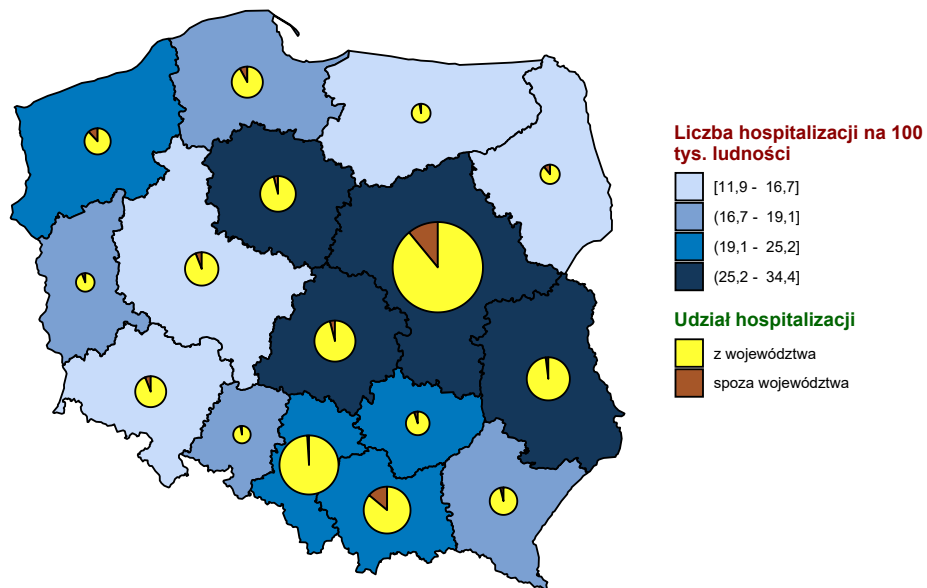 Liczba hospitalizacji na 100
tys. ludności
[11,9 - 16,7]
(16,7 - 19,1]
(19,1 - 25,2]
(25,2 - 34,4]
Udział hospitalizacji
z województwa
spoza województwa